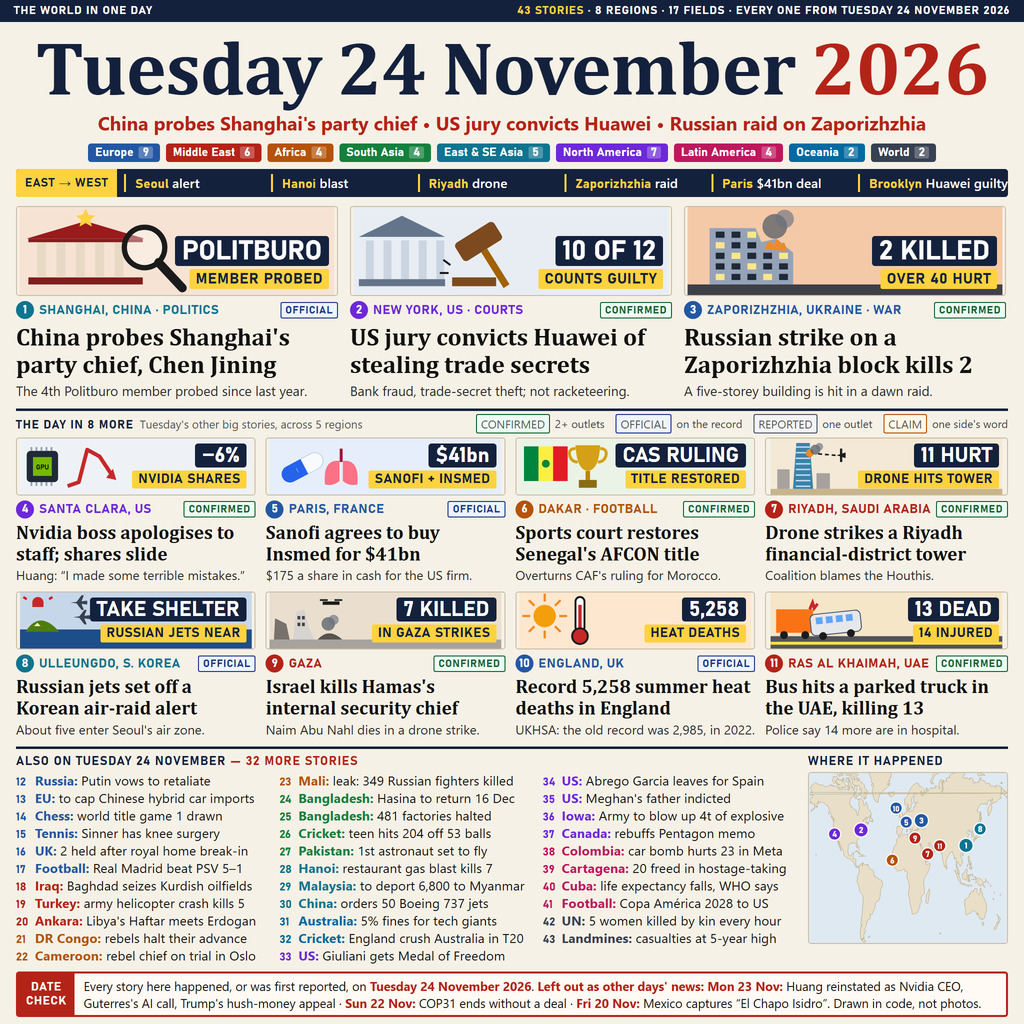 THE WORLD IN ONE DAY
43 STORIES · 8 REGIONS · 17 FIELDS · EVERY ONE FROM TUESDAY 24 NOVEMBER 2026
Tuesday 24 November 2026
China probes Shanghai's party chief • US jury convicts Huawei • Russian raid on Zaporizhzhia
Europe 9 Middle East 6 Africa 4 South Asia 4 East & SE Asia 5 North America 7 Latin America 4 Oceania 2 World 2
EAST → WEST Seoul alert Hanoi blast Riyadh drone Zaporizhzhia raid Paris $41bn deal Brooklyn Huawei guilty
POLITBURO
MEMBER PROBED
1 SHANGHAI, CHINA · POLITICS OFFICIAL
China probes Shanghai's
party chief, Chen Jining
The 4th Politburo member probed since last year.
10 OF 12
COUNTS GUILTY
2 NEW YORK, US · COURTS CONFIRMED
US jury convicts Huawei of
stealing trade secrets
Bank fraud, trade-secret theft; not racketeering.
2 KILLED
OVER 40 HURT
3 ZAPORIZHZHIA, UKRAINE · WAR CONFIRMED
Russian strike on a
Zaporizhzhia block kills 2
A five-storey building is hit in a dawn raid.
THE DAY IN 8 MORE Tuesday's other big stories, across 5 regions
CONFIRMED 2+ outlets OFFICIAL on the record REPORTED one outlet CLAIM one side's word
GPU
−6%
NVIDIA SHARES
4 SANTA CLARA, US CONFIRMED
Nvidia boss apologises to
staff; shares slide
Huang: “I made some terrible mistakes.”
$41bn
SANOFI + INSMED
5 PARIS, FRANCE OFFICIAL
Sanofi agrees to buy
Insmed for $41bn
$175 a share in cash for the US firm.
CAS RULING
TITLE RESTORED
6 DAKAR · FOOTBALL CONFIRMED
Sports court restores
Senegal's AFCON title
Overturns CAF's ruling for Morocco.
11 HURT
DRONE HITS TOWER
7 RIYADH, SAUDI ARABIA CONFIRMED
Drone strikes a Riyadh
financial-district tower
Coalition blames the Houthis.
TAKE SHELTER
RUSSIAN JETS NEAR
8 ULLEUNGDO, S. KOREA OFFICIAL
Russian jets set off a
Korean air-raid alert
About five enter Seoul's air zone.
7 KILLED
IN GAZA STRIKES
9 GAZA CONFIRMED
Israel kills Hamas's
internal security chief
Naim Abu Nahl dies in a drone strike.
5,258
HEAT DEATHS
10 ENGLAND, UK OFFICIAL
Record 5,258 summer heat
deaths in England
UKHSA: the old record was 2,985, in 2022.
13 DEAD
14 INJURED
11 RAS AL KHAIMAH, UAE CONFIRMED
Bus hits a parked truck in
the UAE, killing 13
Police say 14 more are in hospital.
ALSO ON TUESDAY 24 NOVEMBER — 32 MORE STORIES
12 Russia: Putin vows to retaliate
13 EU: to cap Chinese hybrid car imports
14 Chess: world title game 1 drawn
15 Tennis: Sinner has knee surgery
16 UK: 2 held after royal home break-in
17 Football: Real Madrid beat PSV 5–1
18 Iraq: Baghdad seizes Kurdish oilfields
19 Turkey: army helicopter crash kills 5
20 Ankara: Libya's Haftar meets Erdogan
21 DR Congo: rebels halt their advance
22 Cameroon: rebel chief on trial in Oslo
23 Mali: leak: 349 Russian fighters killed
24 Bangladesh: Hasina to return 16 Dec
25 Bangladesh: 481 factories halted
26 Cricket: teen hits 204 off 53 balls
27 Pakistan: 1st astronaut set to fly
28 Hanoi: restaurant gas blast kills 7
29 Malaysia: to deport 6,800 to Myanmar
30 China: orders 50 Boeing 737 jets
31 Australia: 5% fines for tech giants
32 Cricket: England crush Australia in T20
33 US: Giuliani gets Medal of Freedom
34 US: Abrego Garcia leaves for Spain
35 US: Meghan's father indicted
36 Iowa: Army to blow up 4t of explosive
37 Canada: rebuffs Pentagon memo
38 Colombia: car bomb hurts 23 in Meta
39 Cartagena: 20 freed in hostage-taking
40 Cuba: life expectancy falls, WHO says
41 Football: Copa América 2028 to US
42 UN: 5 women killed by kin every hour
43 Landmines: casualties at 5-year high
WHERE IT HAPPENED
10
5 3
4 2
8
9
1
7 11
6
DATE
CHECK
Every story here happened, or was first reported, on Tuesday 24 November 2026. Left out as other days' news: Mon 23 Nov: Huang reinstated as Nvidia CEO,
Guterres's AI call, Trump's hush-money appeal · Sun 22 Nov: COP31 ends without a deal · Fri 20 Nov: Mexico captures “El Chapo Isidro”. Drawn in code, not photos.